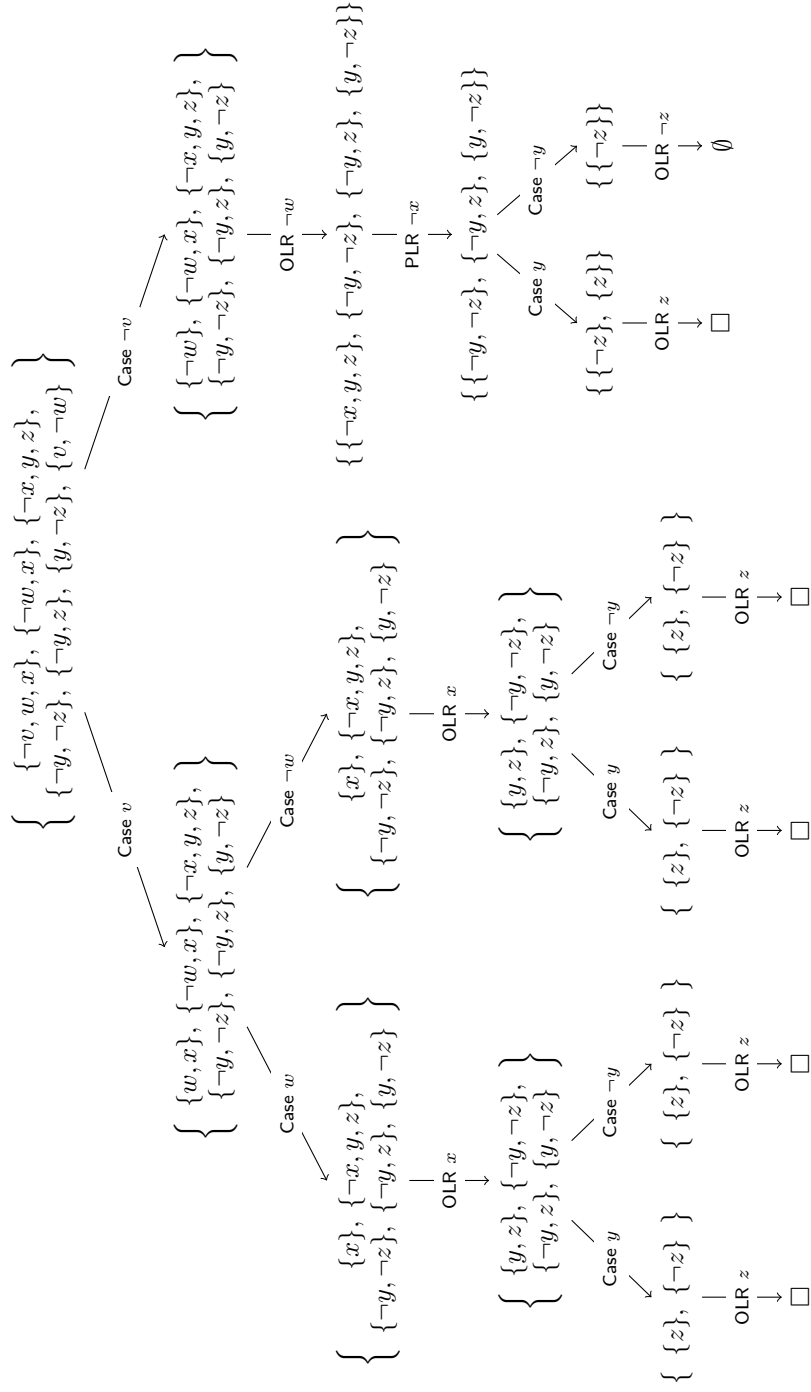 {¬v, w, x}, {¬w, x}, {¬x, y, z},
{¬y, ¬z}, {¬y, z}, {y, ¬z}, {v, ¬w}
Case v
Case ¬v
{w, x}, {¬w, x}, {¬x, y, z},
{¬y, ¬z}, {¬y, z}, {y, ¬z}
{¬w}, {¬w, x}, {¬x, y, z},
{¬y, ¬z}, {¬y, z}, {y, ¬z}
Case w
Case ¬w
OLR ¬w
{x}, {¬x, y, z},
{¬y, ¬z}, {¬y, z}, {y, ¬z}
{x}, {¬x, y, z},
{¬y, ¬z}, {¬y, z}, {y, ¬z}
{{¬x, y, z}, {¬y, ¬z}, {¬y, z}, {y, ¬z}}
OLR x
OLR x
PLR ¬x
{y, z}, {¬y, ¬z},
{¬y, z}, {y, ¬z}
{y, z}, {¬y, ¬z},
{¬y, z}, {y, ¬z}
{{¬y, ¬z}, {¬y, z}, {y, ¬z}}
Case y
Case ¬y
Case y
Case ¬y
Case y
Case ¬y
{ {z}, {¬z} }
{ {z}, {¬z} }
{ {z}, {¬z} }
{ {z}, {¬z} }
{{¬z}, {z}}
{{¬z}}
OLR z
OLR z
OLR z
OLR z
OLR z
OLR ¬z
□
□
□
□
□
∅